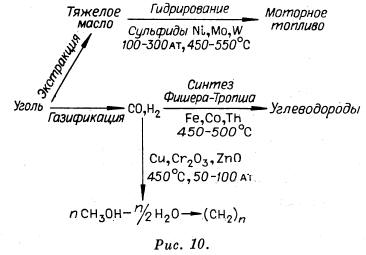 Тяжелое Гидрирование Моторное
масло Сульфиды Ni, Mo, W топливо
100-300 Ат, 450-550°С
Экстракция
Синтез
Фишера-Тропша
Уголь Газификация CO, H₂ Углеводороды
Fe, Co, Th
450-500°С
Cu, Cr₂O₃, ZnO
450°С, 50-100 Ат
n CH₃OH – n/2 H₂O → (CH₂)n
Рис. 10.